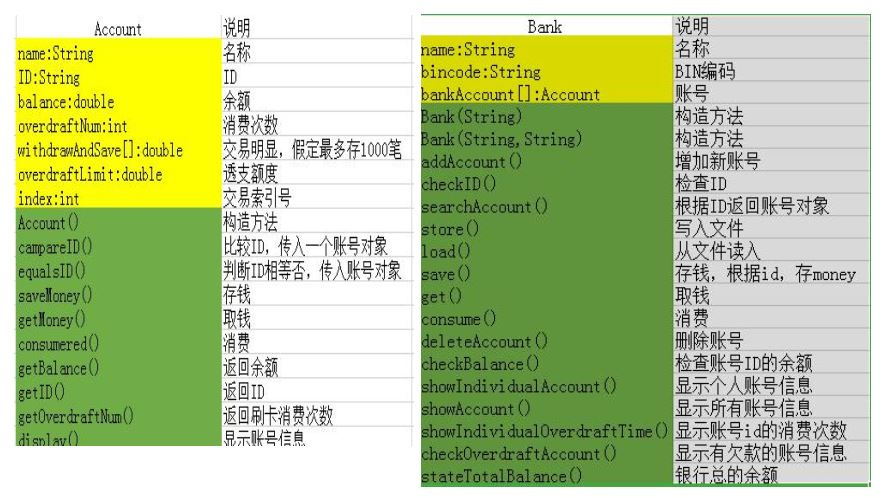 Account 说明
name:String 名称
ID:String ID
balance:double 余额
overdraftNum:int 消费次数
withdrawAndSave[]:double 交易明显，假定最多存1000笔
overdraftLimit:double 透支额度
index:int 交易索引号
Account() 构造方法
campareID() 比较ID，传入一个账号对象
equalsID() 判断ID相等否，传入账号对象
saveMoney() 存钱
getMoney() 取钱
consumered() 消费
getBalance() 返回余额
getID() 返回ID
getOverdraftNum() 返回刷卡消费次数
display() 显示账号信息
Bank 说明
name:String 名称
bincode:String BIN编码
bankAccount[]:Account 账号
Bank(String) 构造方法
Bank(String,String) 构造方法
addAccount() 增加新账号
checkID() 检查ID
searchAccount() 根据ID返回账号对象
store() 写入文件
load() 从文件读入
save() 存钱，根据id，存money
get() 取钱
consume() 消费
deleteAccount() 删除账号
checkBalance() 检查账号ID的余额
showIndividualAccount() 显示个人账号信息
showAccount() 显示所有账号信息
showIndividualOverdraftTime() 显示账号id的消费次数
checkOverdraftAccount() 显示有欠款的账号信息
stateTotalBalance() 银行总的余额